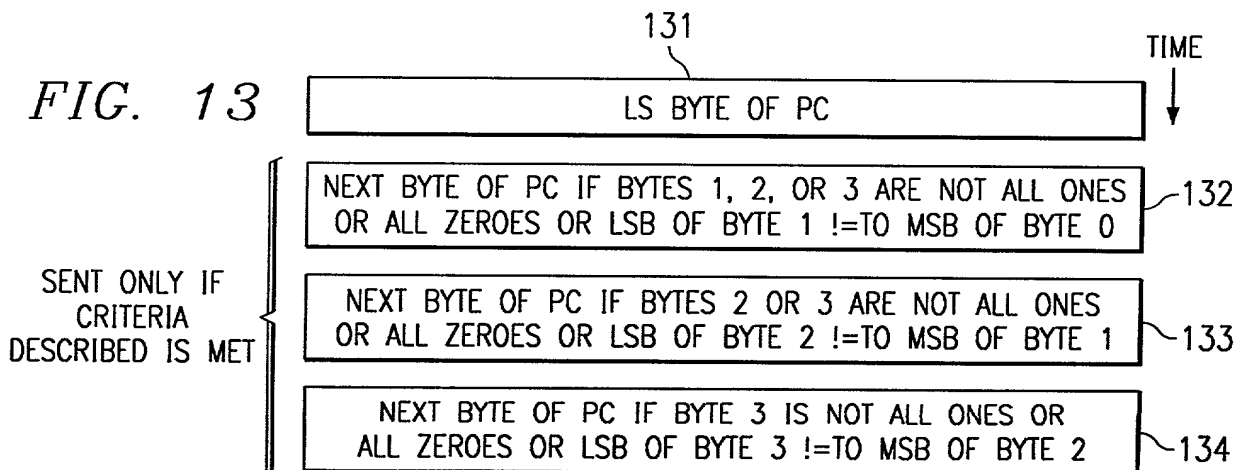 131
TIME
FIG. 13
LS BYTE OF PC
NEXT BYTE OF PC IF BYTES 1, 2, OR 3 ARE NOT ALL ONES
OR ALL ZEROES OR LSB OF BYTE 1 !=TO MSB OF BYTE 0
132
SENT ONLY IF
CRITERIA
DESCRIBED IS MET
NEXT BYTE OF PC IF BYTES 2 OR 3 ARE NOT ALL ONES
OR ALL ZEROES OR LSB OF BYTE 2 !=TO MSB OF BYTE 1
133
NEXT BYTE OF PC IF BYTE 3 IS NOT ALL ONES OR
ALL ZEROES OR LSB OF BYTE 3 !=TO MSB OF BYTE 2
134